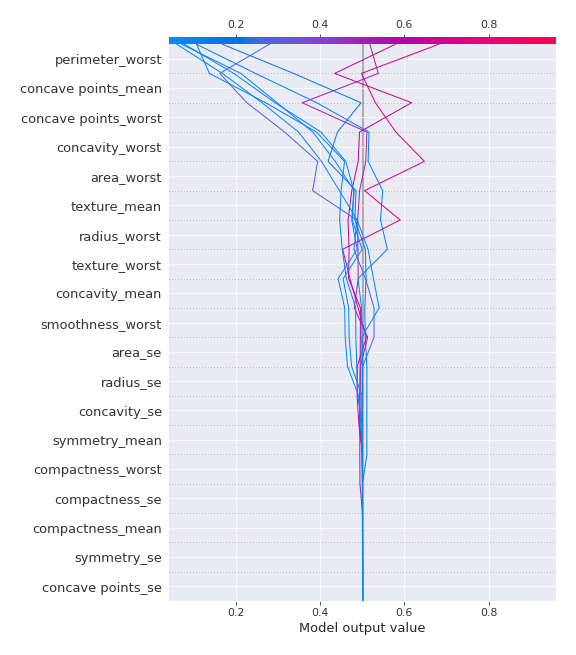 0.2 0.4 0.6 0.8
perimeter_worst
concave points_mean
concave points_worst
concavity_worst
area_worst
texture_mean
radius_worst
texture_worst
concavity_mean
smoothness_worst
area_se
radius_se
concavity_se
symmetry_mean
compactness_worst
compactness_se
compactness_mean
symmetry_se
concave points_se
0.2 0.4 0.6 0.8
Model output value